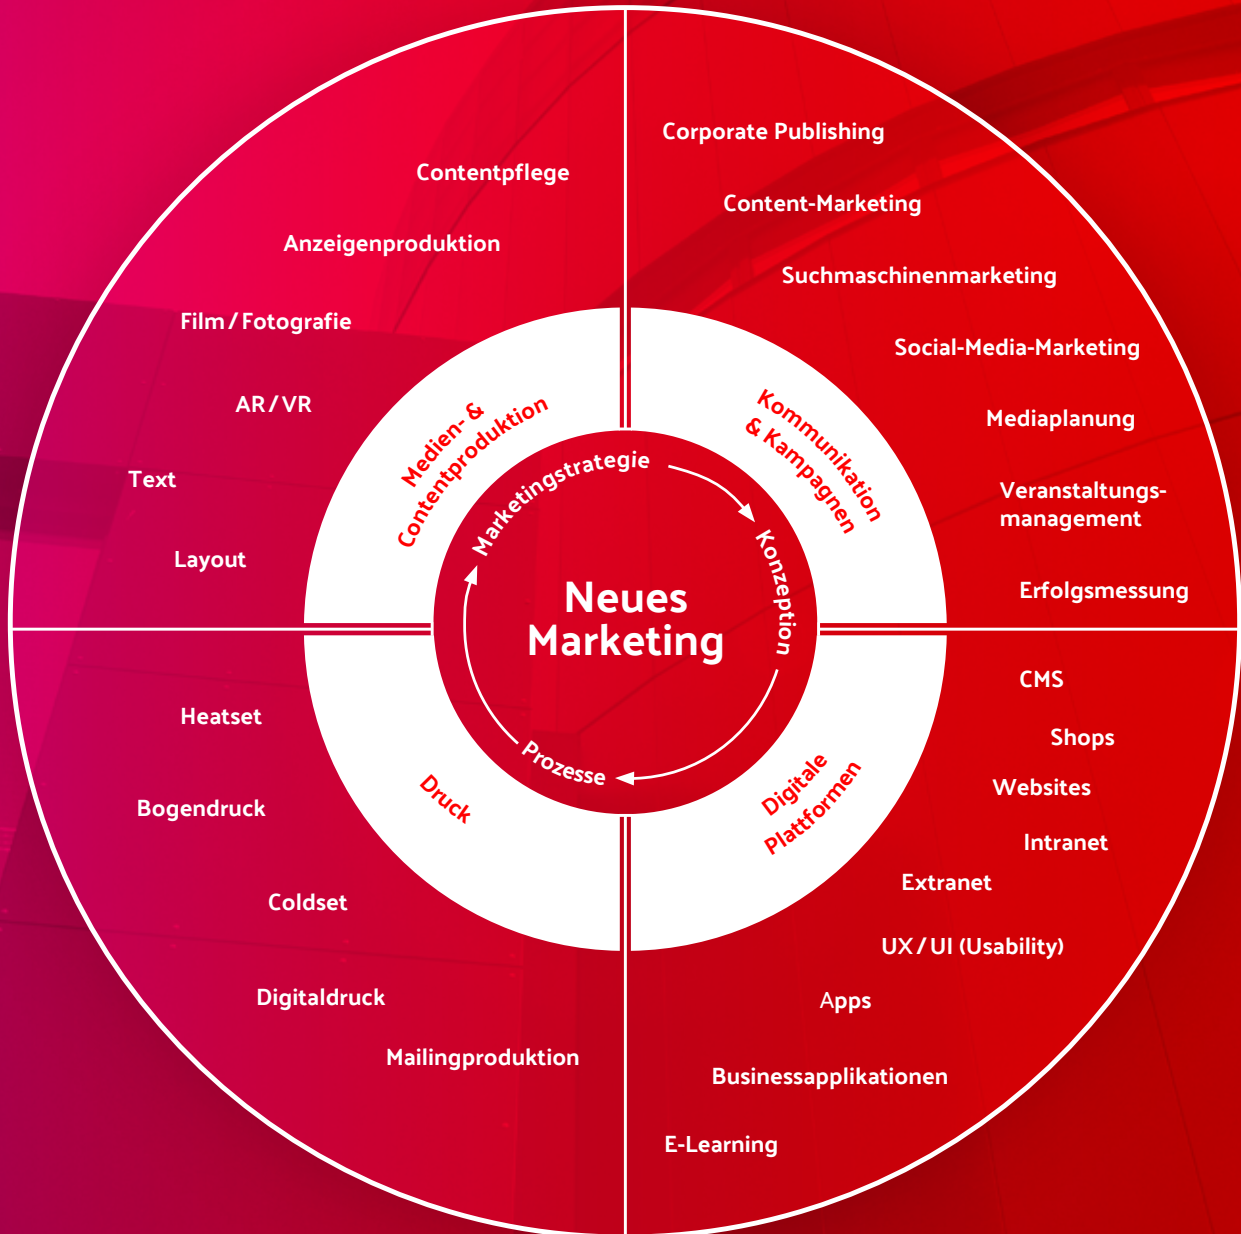 Contentpflege
Anzeigenproduktion
Film / Fotografie
AR / VR
Text
Layout
Corporate Publishing
Content-Marketing
Suchmaschinenmarketing
Social-Media-Marketing
Mediaplanung
Veranstaltungs-
management
Erfolgsmessung
Medien- &
Contentproduktion
Kommunikation
& Kampagnen
Marketingstrategie
Konzeption
Prozesse
Neues
Marketing
Druck
Digitale
Plattformen
Heatset
Bogendruck
Coldset
Digitaldruck
Mailingproduktion
CMS
Shops
Websites
Intranet
Extranet
UX / UI (Usability)
Apps
Businessapplikationen
E-Learning